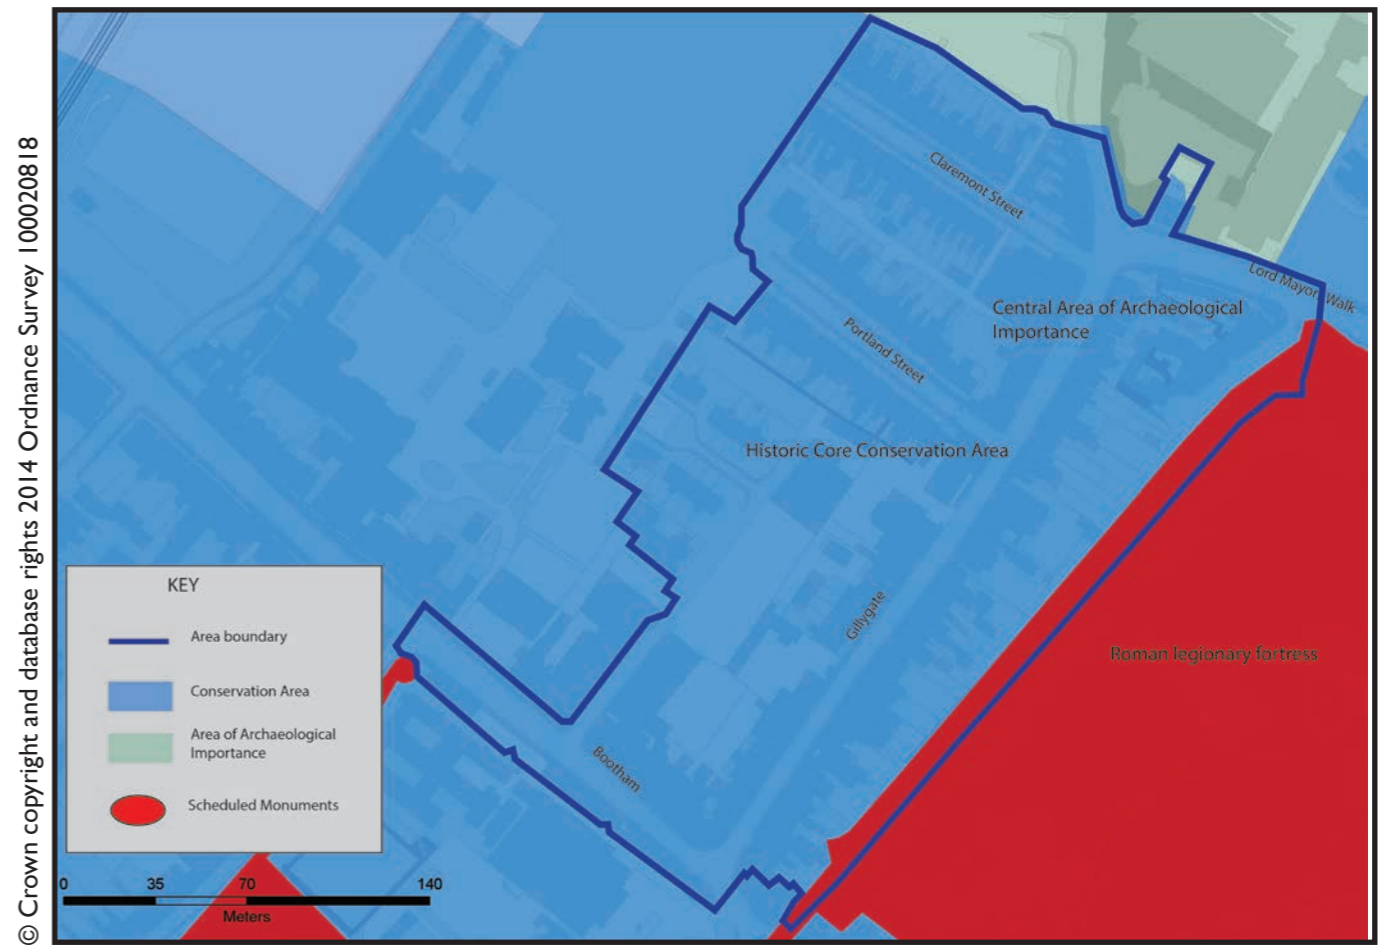 © Crown copyright and database rights 2014 Ordnance Survey 100020818
Claremont Street
Lord Mayors Walk
Central Area of Archaeological
Importance
Portland Street
Historic Core Conservation Area
Gillygate
Roman legionary fortress
Bootham
KEY
Area boundary
Conservation Area
Area of Archaeological
Importance
Scheduled Monuments
0 35 70 140
Meters